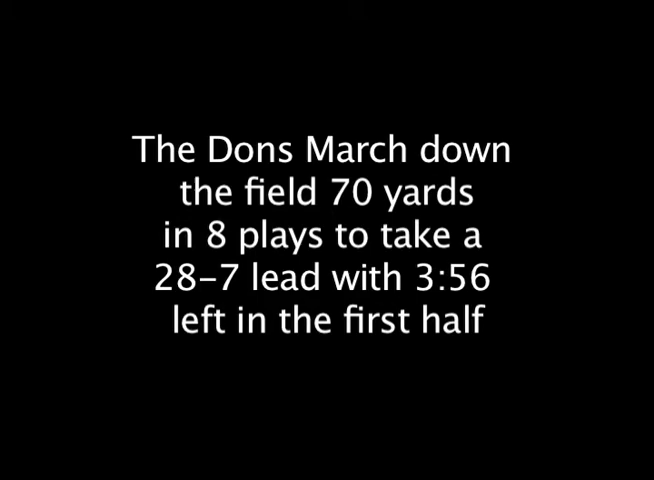 The Dons March down
the field 70 yards
in 8 plays to take a
28-7 lead with 3:56
left in the first half